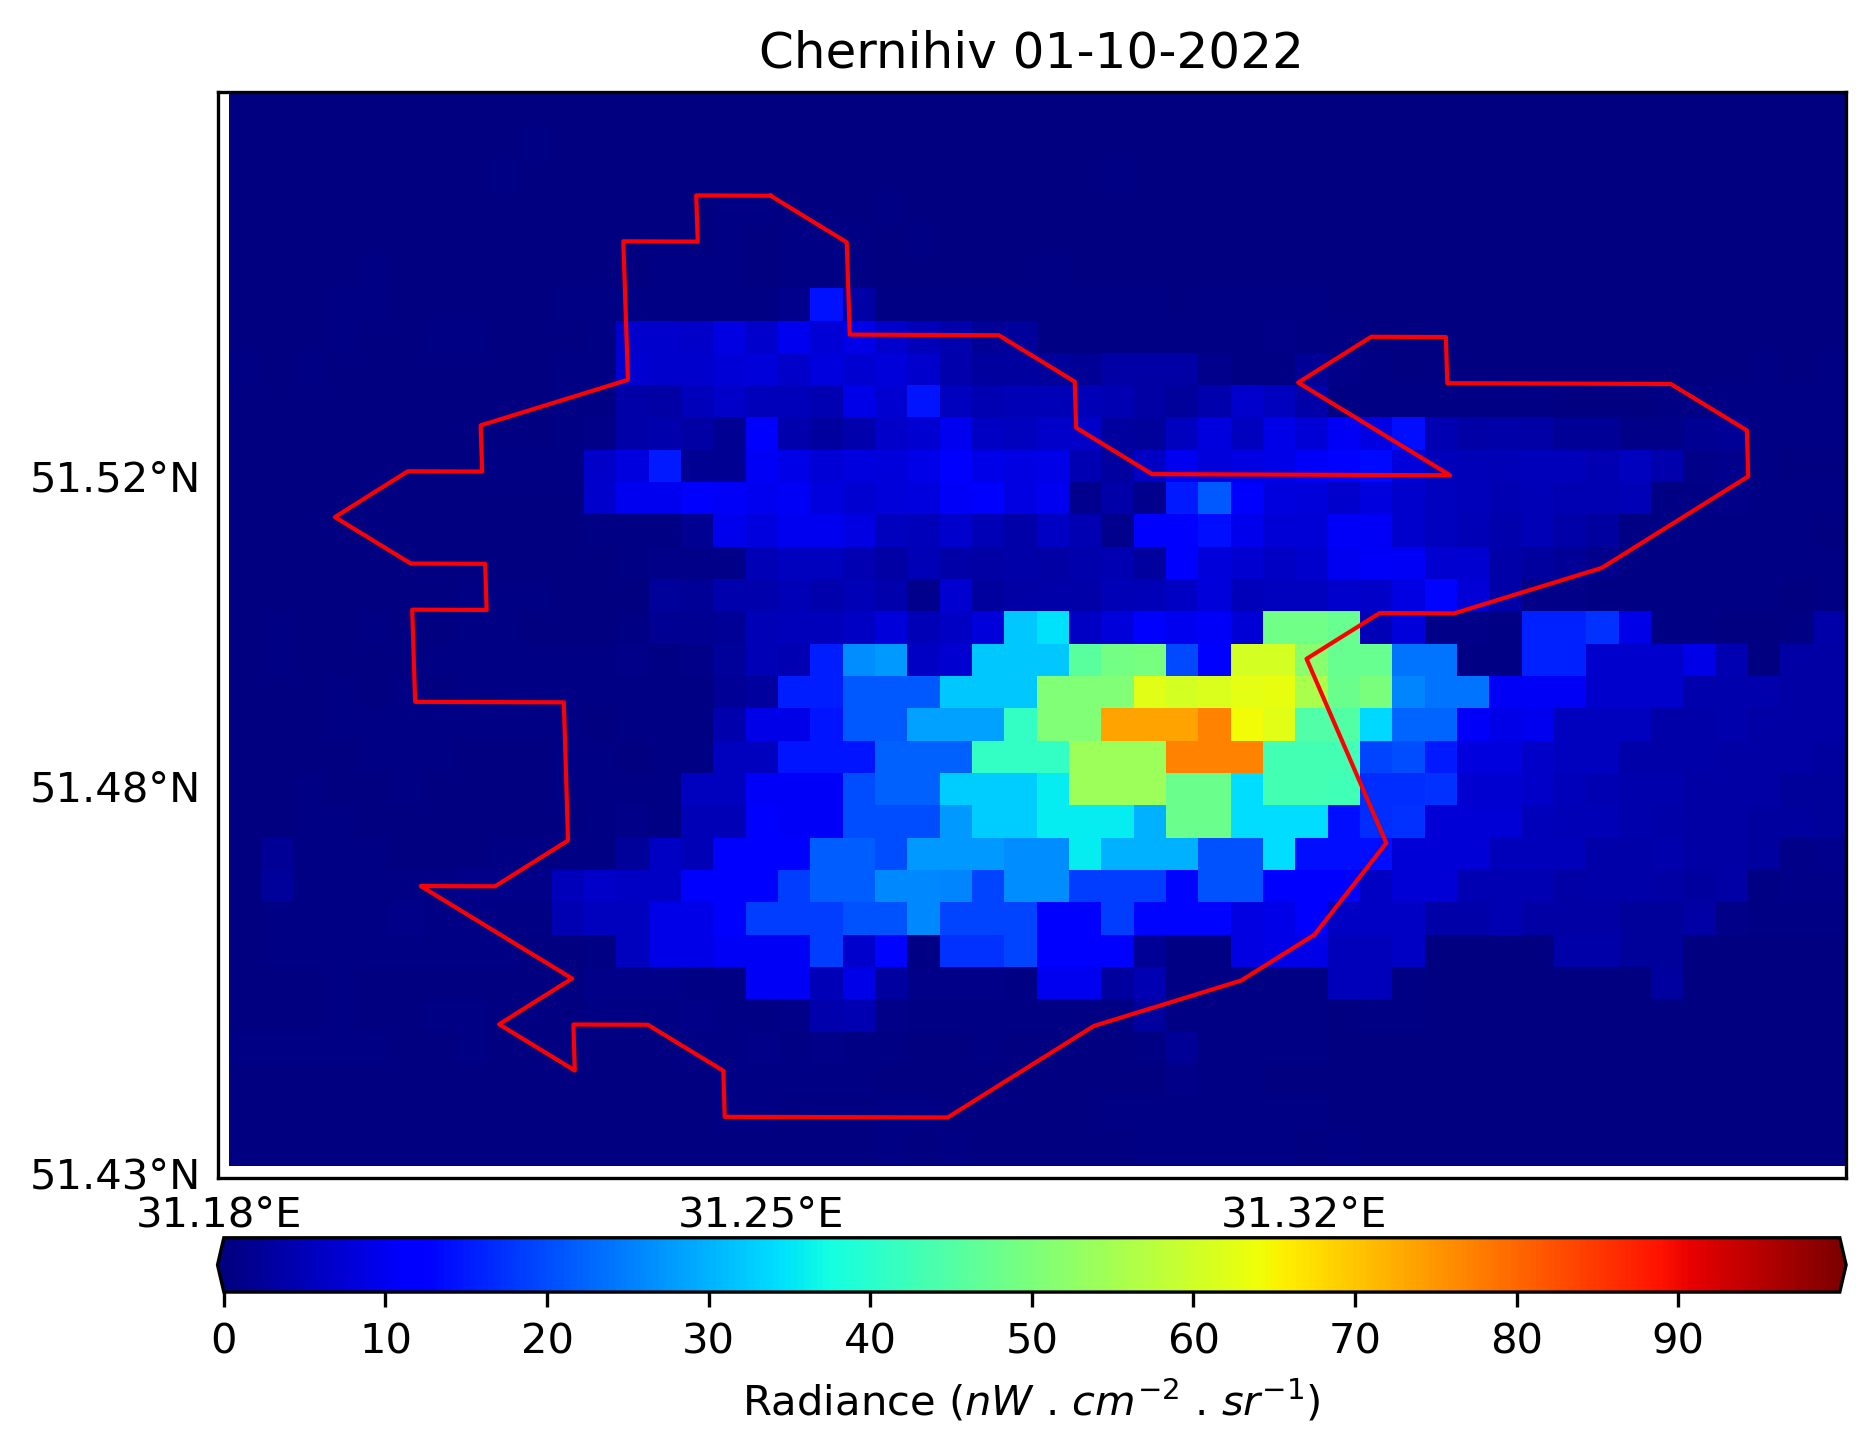 Chernihiv 01-10-2022
51.52°N
51.48°N
51.43°N
31.18°E 31.25°E 31.32°E
0 10 20 30 40 50 60 70 80 90
Radiance (nW . cm⁻² . sr⁻¹)